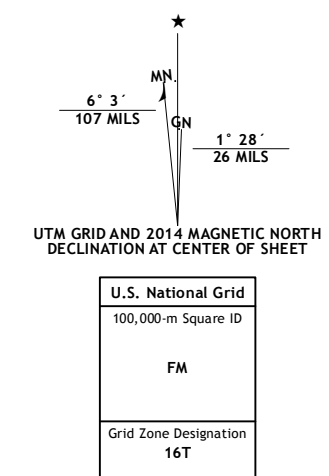 ★
MN.
6° 3´
107 MILS
GN
1° 28´
26 MILS
UTM GRID AND 2014 MAGNETIC NORTH
DECLINATION AT CENTER OF SHEET
U.S. National Grid
100,000-m Square ID
FM
Grid Zone Designation
16T